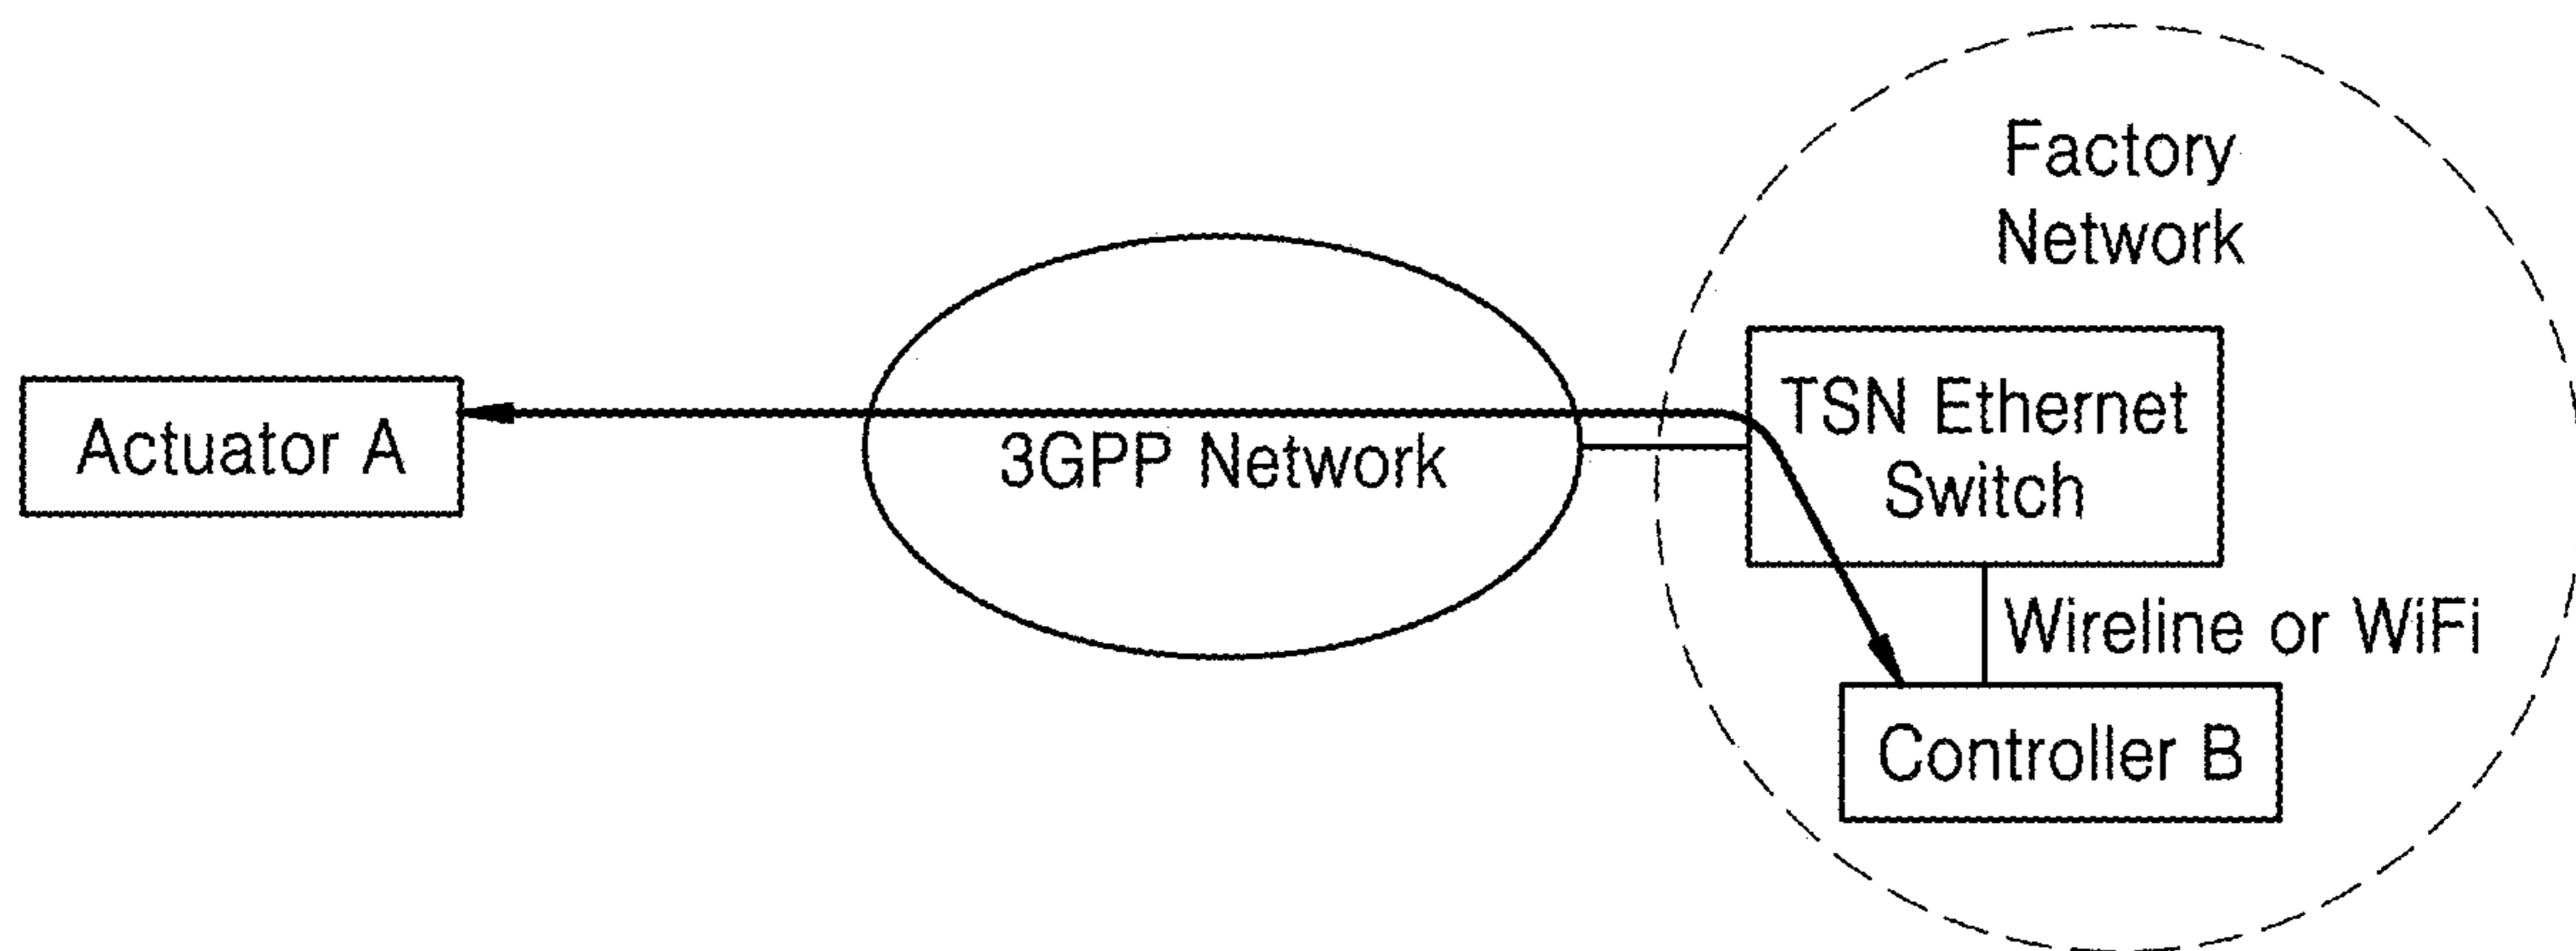 Factory
Network
Actuator A
3GPP Network
TSN Ethernet
Switch
Wireline or WiFi
Controller B